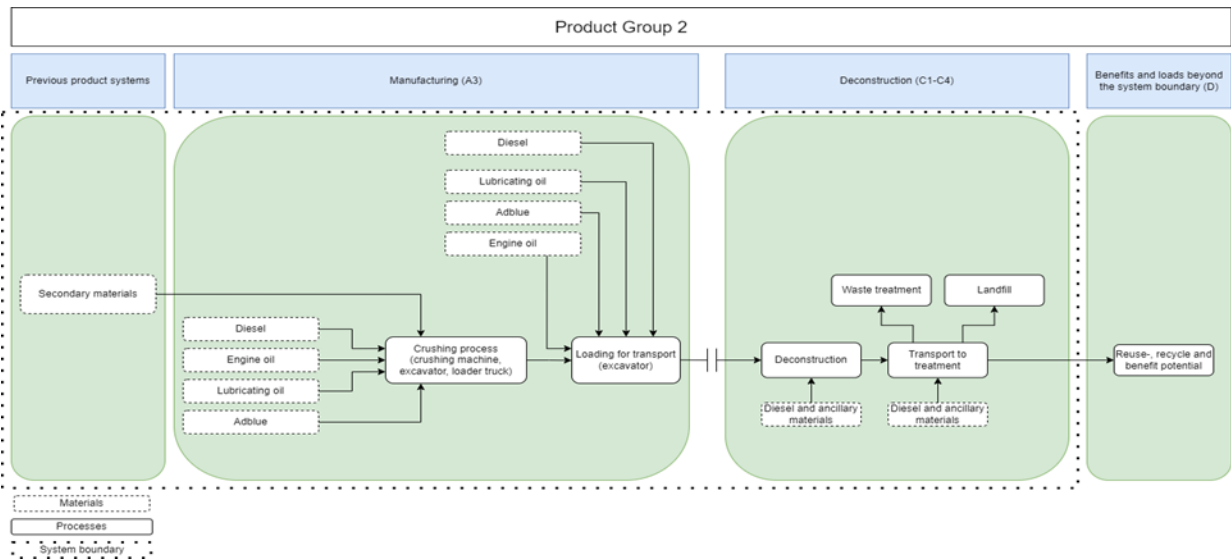 Product Group 2
Previous product systems
Manufacturing (A3)
Deconstruction (C1-C4)
Benefits and loads beyond
the system boundary (D)
Diesel
Lubricating oil
Adblue
Engine oil
Secondary materials
Diesel
Engine oil
Lubricating oil
Adblue
Crushing process
(crushing machine,
excavator, loader truck)
Loading for transport
(excavator)
Waste treatment
Landfill
Deconstruction
Transport to
treatment
Diesel and ancillary
materials
Diesel and ancillary
materials
Reuse-, recycle and
benefit potential
Materials
Processes
System boundary